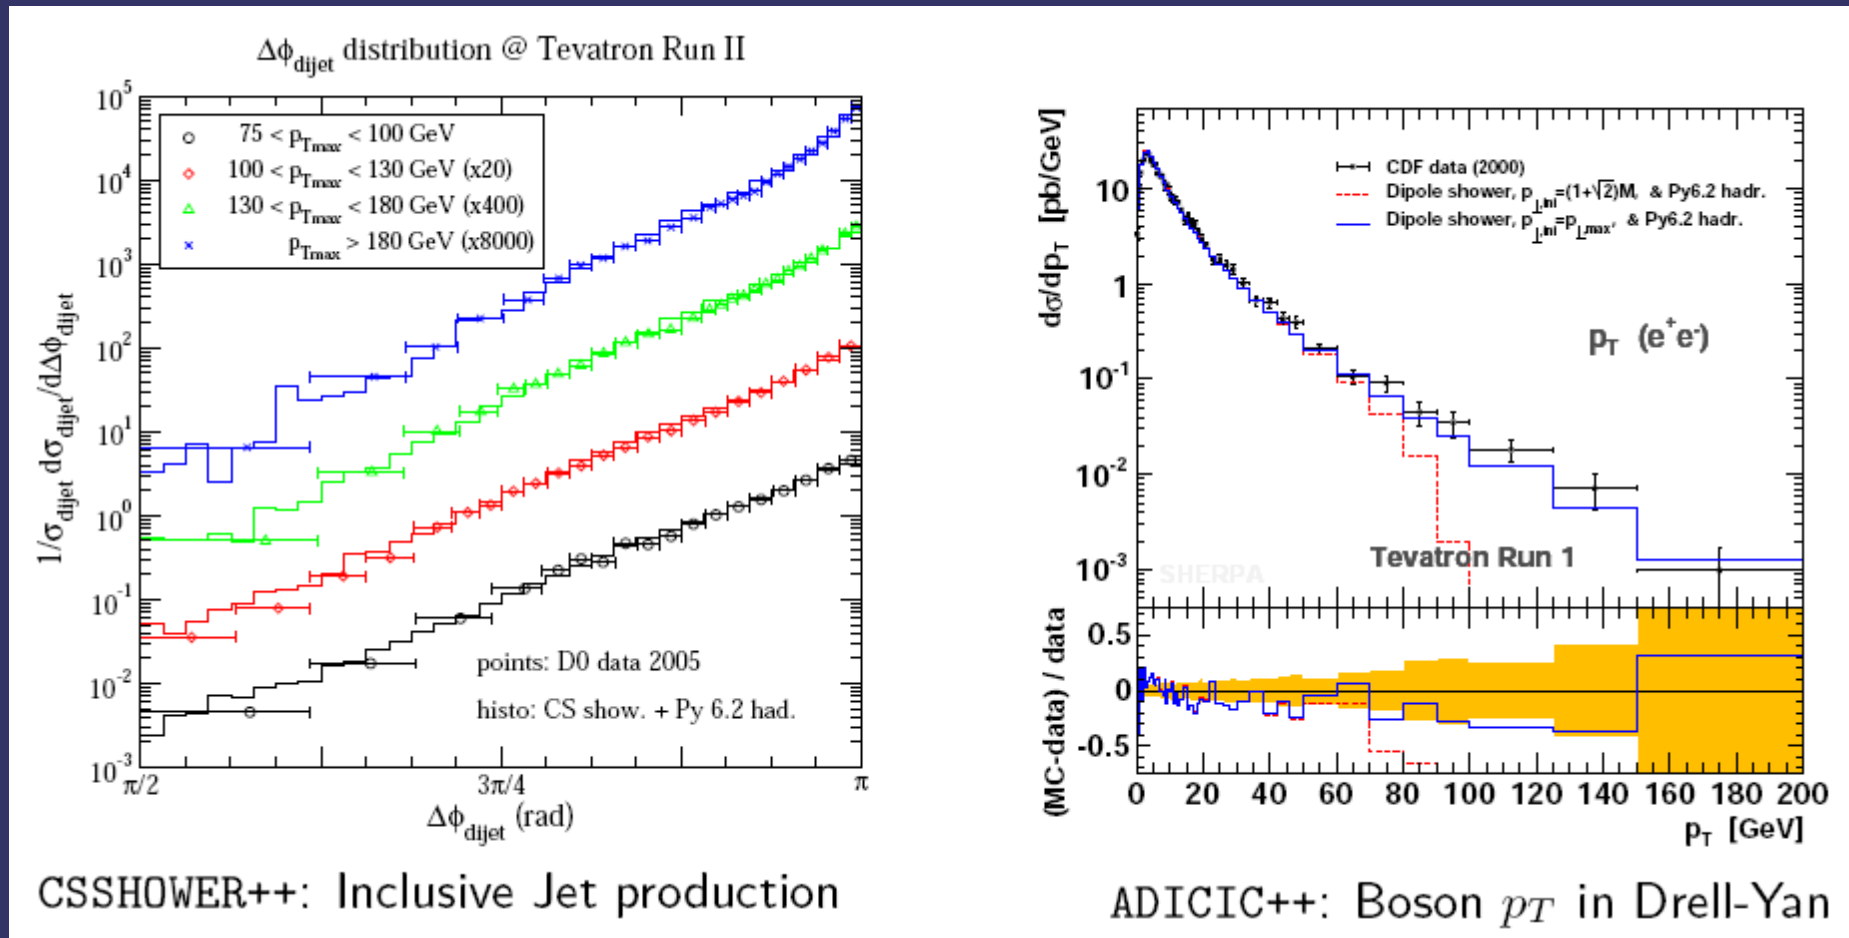 Δϕ_dijet distribution @ Tevatron Run II
10^5
10^4
10^3
10^2
10^1
10^0
10^-1
10^-2
10^-3
1/σ_dijet dσ_dijet/dΔϕ_dijet
75 < p_Tmax < 100 GeV
100 < p_Tmax < 130 GeV (x20)
130 < p_Tmax < 180 GeV (x400)
p_Tmax > 180 GeV (x8000)
points: D0 data 2005
histo: CS show. + Py 6.2 had.
π/2 3π/4 π
Δϕ_dijet (rad)
CSSHOWER++: Inclusive Jet production
dσ/dp_T [pb/GeV]
10
1
10^-1
10^-2
10^-3
CDF data (2000)
Dipole shower, p_⊥,ini=(1+√2)M, & Py6.2 hadr.
Dipole shower, p_⊥,ini=p_⊥max, & Py6.2 hadr.
p_T (e^+e^-)
Tevatron Run 1
SHERPA
(MC-data) / data
0.5
0
-0.5
0 20 40 60 80 100 120 140 160 180 200
p_T [GeV]
ADICIC++: Boson p_T in Drell-Yan